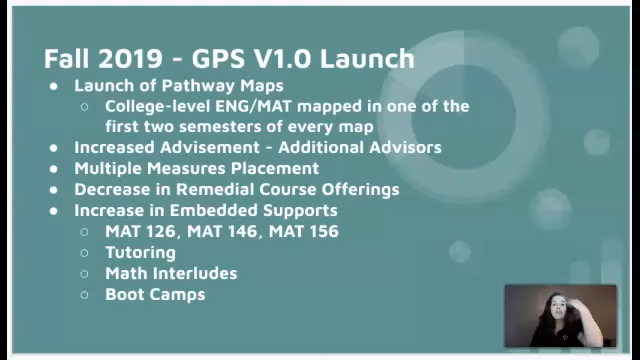 Fall 2019 - GPS V1.0 Launch
● Launch of Pathway Maps
○ College-level ENG/MAT mapped in one of the
first two semesters of every map
● Increased Advisement - Additional Advisors
● Multiple Measures Placement
● Decrease in Remedial Course Offerings
● Increase in Embedded Supports
○ MAT 126, MAT 146, MAT 156
○ Tutoring
○ Math Interludes
○ Boot Camps